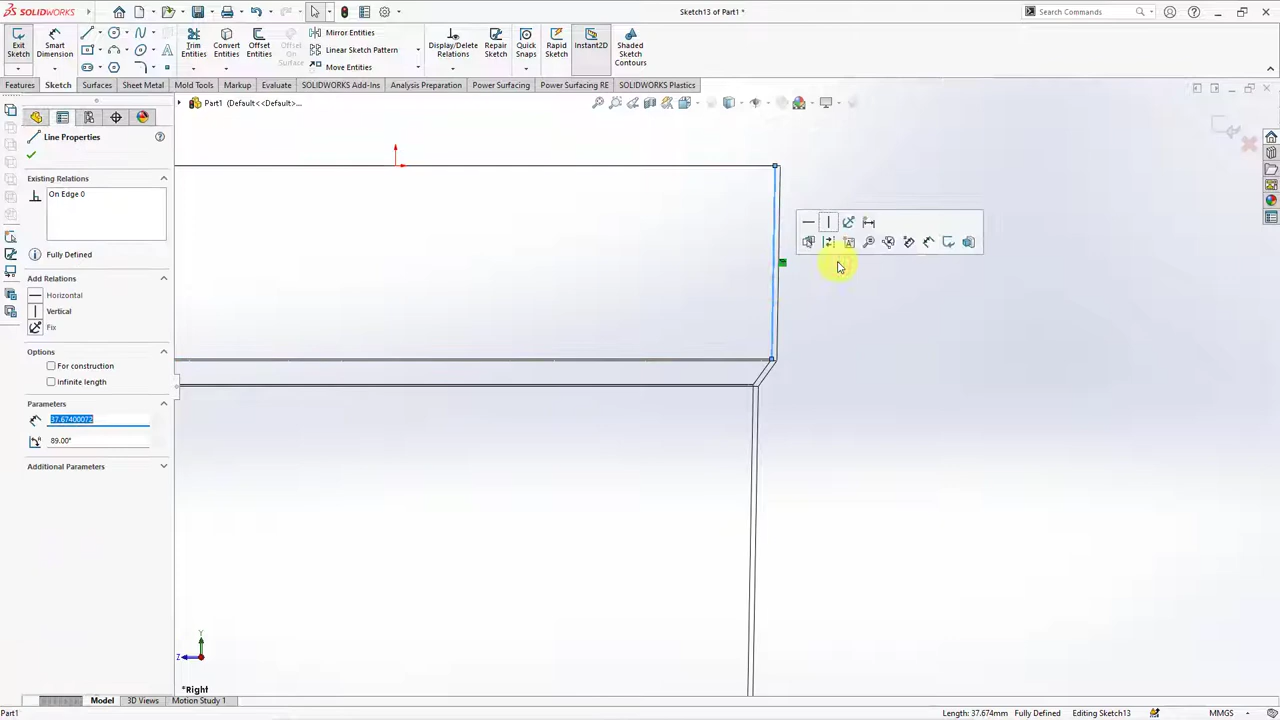 SOLIDWORKS
Sketch13 of Part1 *
Search Commands
Exit Sketch
Smart Dimension
Trim Entities
Convert Entities
Offset Entities
Offset On Surface
Mirror Entities
Linear Sketch Pattern
Move Entities
Display/Delete Relations
Repair Sketch
Quick Snaps
Rapid Sketch
Instant2D
Shaded Sketch Contours
Features
Sketch
Surfaces
Sheet Metal
Mold Tools
Markup
Evaluate
SOLIDWORKS Add-Ins
Analysis Preparation
Power Surfacing
Power Surfacing RE
SOLIDWORKS Plastics
Part1 (Default<<Default>...
Line Properties
Existing Relations
On Edge 0
Fully Defined
Add Relations
Horizontal
Vertical
Fix
Options
For construction
Infinite length
Parameters
37.67400072
89.00°
Additional Parameters
Y
Z
*Right
Model
3D Views
Motion Study 1
Part1
Length: 37.674mm
Fully Defined
Editing Sketch13
MMGS